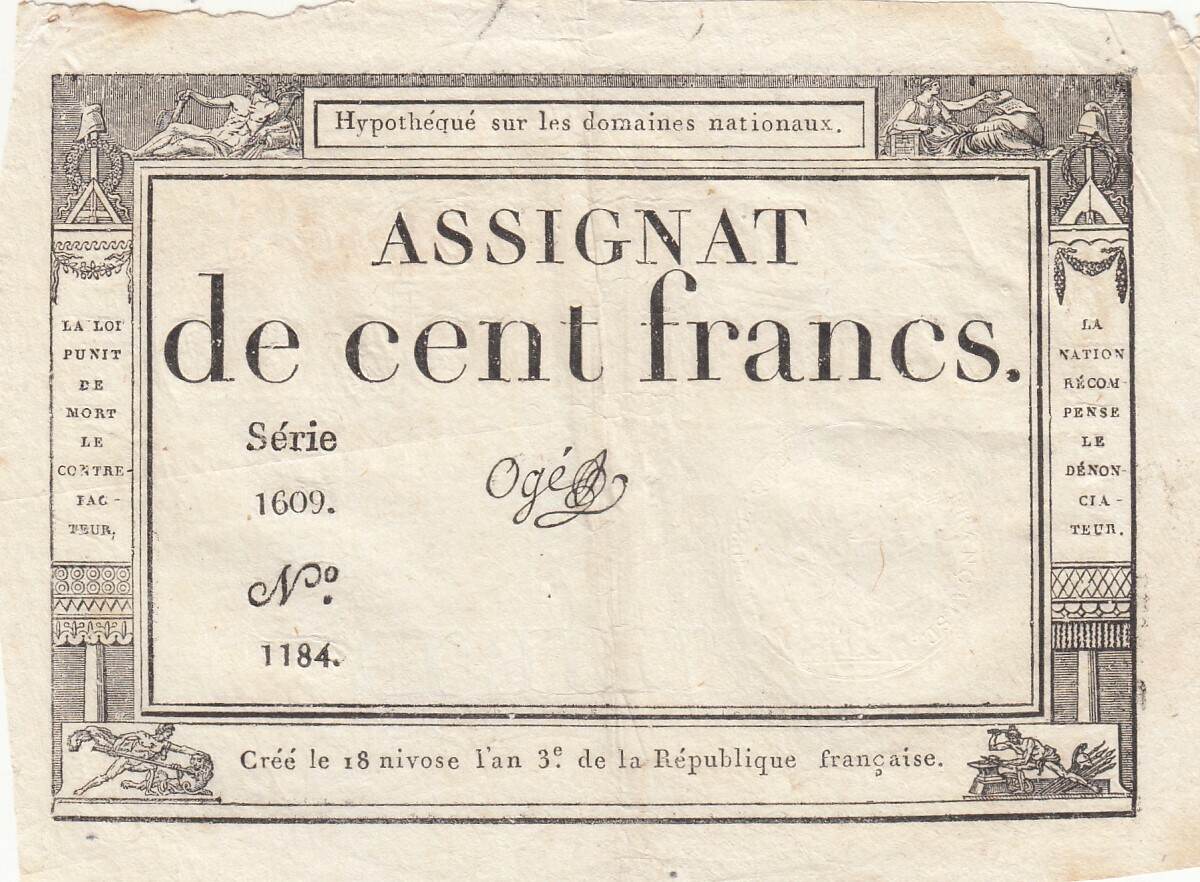 Hypothéqué sur les domaines nationaux.
ASSIGNAT
de cent francs.
LA LOI
PUNIT
DE
MORT
LE
CONTRE-
FAC-
TEUR.
Série
1609.
Nº.
1184.
Ogé
LA
NATION
RÉCOM-
PENSE
LE
DÉNON-
CIA-
TEUR.
Créé le 18 nivose l'an 3.e de la République française.